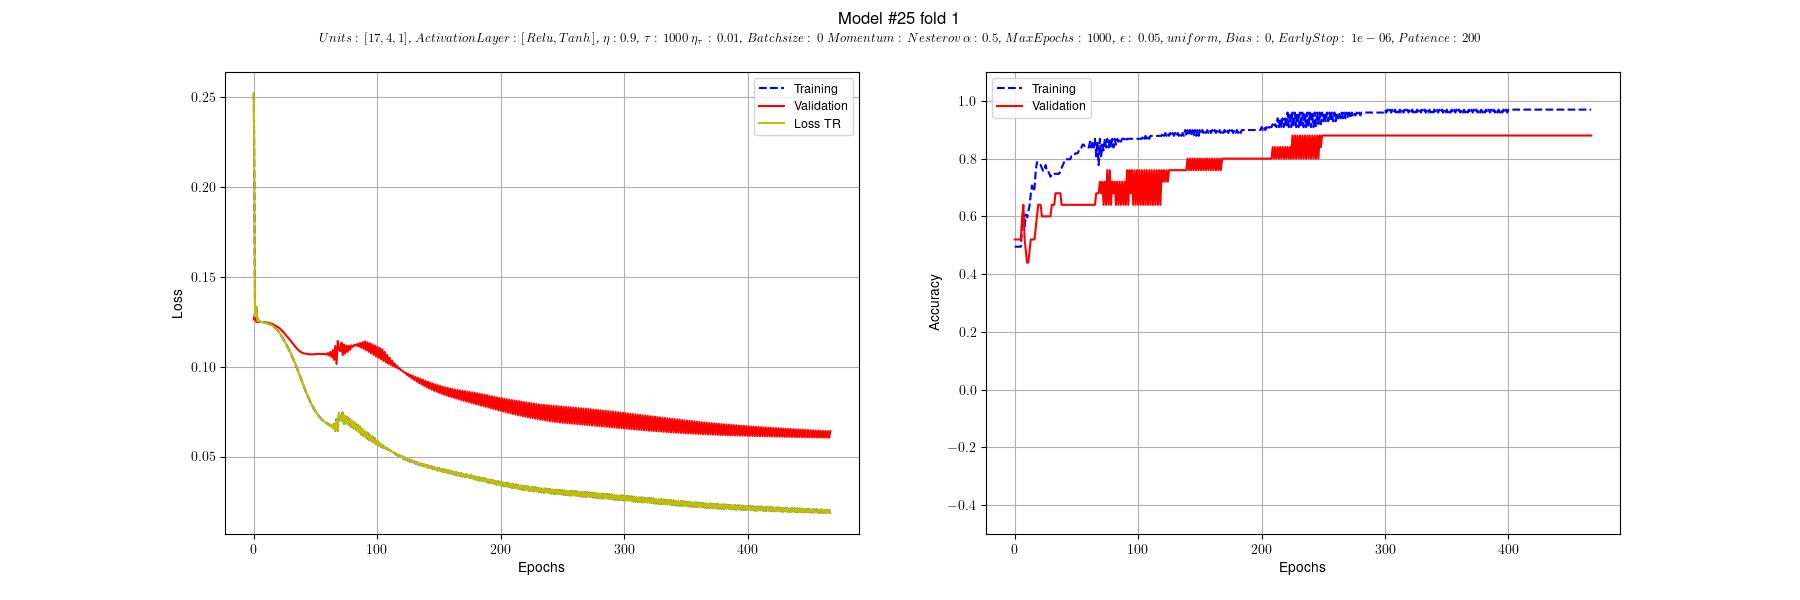 Model #25 fold 1
Units : [17, 4, 1], ActivationLayer : [Relu, Tanh], η : 0.9, τ : 1000 ητ : 0.01, Batchsize : 0 Momentum : Nesterov α : 0.5, MaxEpochs : 1000, ϵ : 0.05, uniform, Bias : 0, EarlyStop : 1e − 06, Patience : 200
Training
Validation
Loss TR
0.25
0.20
0.15
0.10
0.05
Loss
0 100 200 300 400
Epochs
Training
Validation
1.0
0.8
0.6
0.4
0.2
0.0
−0.2
−0.4
Accuracy
0 100 200 300 400
Epochs